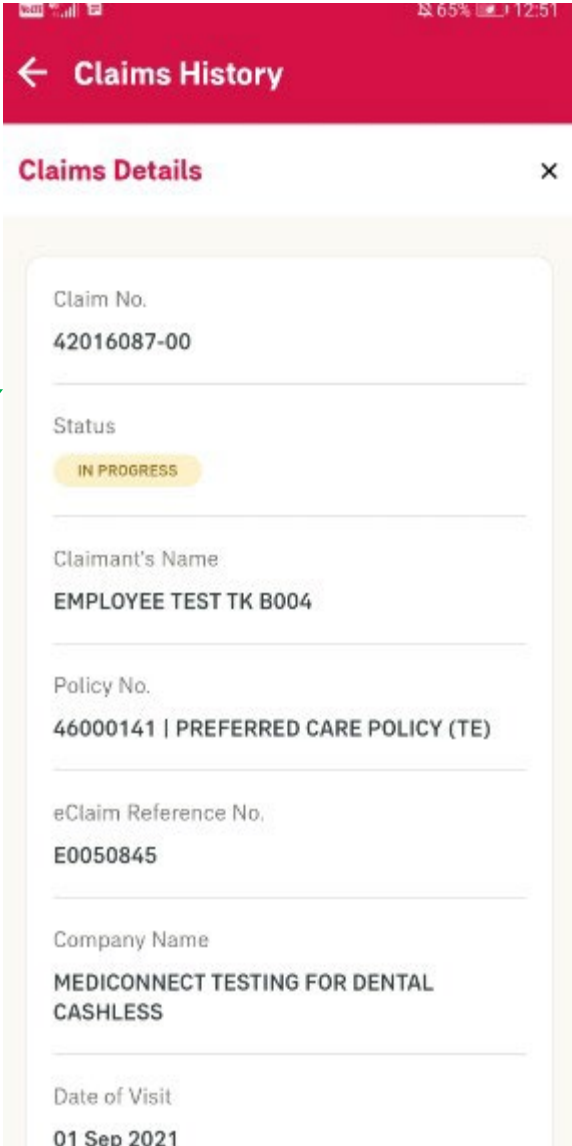 65% 12:51
Claims History
Claims Details
Claim No.
42016087-00
Status
IN PROGRESS
Claimant's Name
EMPLOYEE TEST TK B004
Policy No.
46000141 | PREFERRED CARE POLICY (TE)
eClaim Reference No.
E0050845
Company Name
MEDICONNECT TESTING FOR DENTAL
CASHLESS
Date of Visit
01 Sep 2021